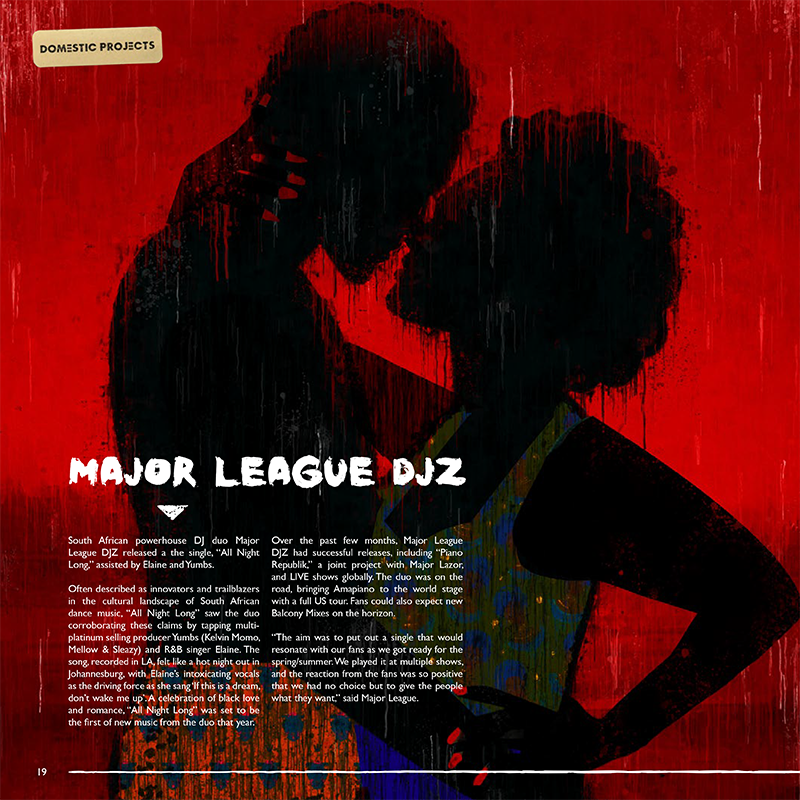 DOMESTIC PROJECTS
MAJOR LEAGUE DJZ
South African powerhouse DJ duo Major
League DJZ released a the single, “All Night
Long,” assisted by Elaine and Yumbs.
Often described as innovators and trailblazers
in the cultural landscape of South African
dance music, “All Night Long” saw the duo
corroborating these claims by tapping multi-
platinum selling producer Yumbs (Kelvin Momo,
Mellow & Sleazy) and R&B singer Elaine. The
song, recorded in LA, felt like a hot night out in
Johannesburg, with Elaine’s intoxicating vocals
as the driving force as she sang ‘If this is a dream,
don’t wake me up’. A celebration of black love
and romance, “All Night Long” was set to be
the first of new music from the duo that year.
Over the past few months, Major League
DJZ had successful releases, including “Piano
Republik,” a joint project with Major Lazor,
and LIVE shows globally. The duo was on the
road, bringing Amapiano to the world stage
with a full US tour. Fans could also expect new
Balcony Mixes on the horizon.
“The aim was to put out a single that would
resonate with our fans as we got ready for the
spring/summer. We played it at multiple shows,
and the reaction from the fans was so positive
that we had no choice but to give the people
what they want,” said Major League.
19